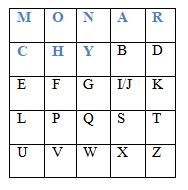 M O N A R
C H Y B D
E F G I/J K
L P Q S T
U V W X Z